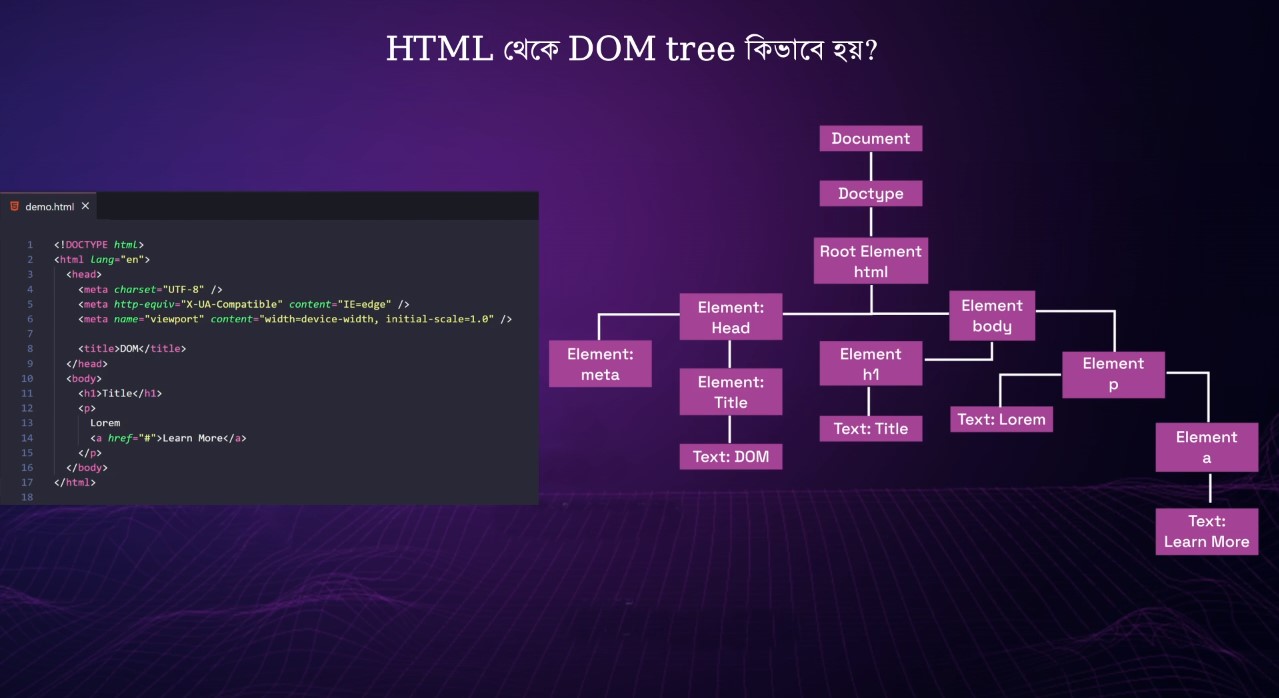 HTML থেকে DOM tree কিভাবে হয়?
demo.html
1 <!DOCTYPE html>
2 <html lang="en">
3 <head>
4 <meta charset="UTF-8" />
5 <meta http-equiv="X-UA-Compatible" content="IE=edge" />
6 <meta name="viewport" content="width=device-width, initial-scale=1.0" />
7
8 <title>DOM</title>
9 </head>
10 <body>
11 <h1>Title</h1>
12 <p>
13 Lorem
14 <a href="#">Learn More</a>
15 </p>
16 </body>
17 </html>
18
Document
Doctype
Root Element
html
Element:
Head
Element
body
Element:
meta
Element:
Title
Text: DOM
Element
h1
Text: Title
Element
p
Text: Lorem
Element
a
Text:
Learn More